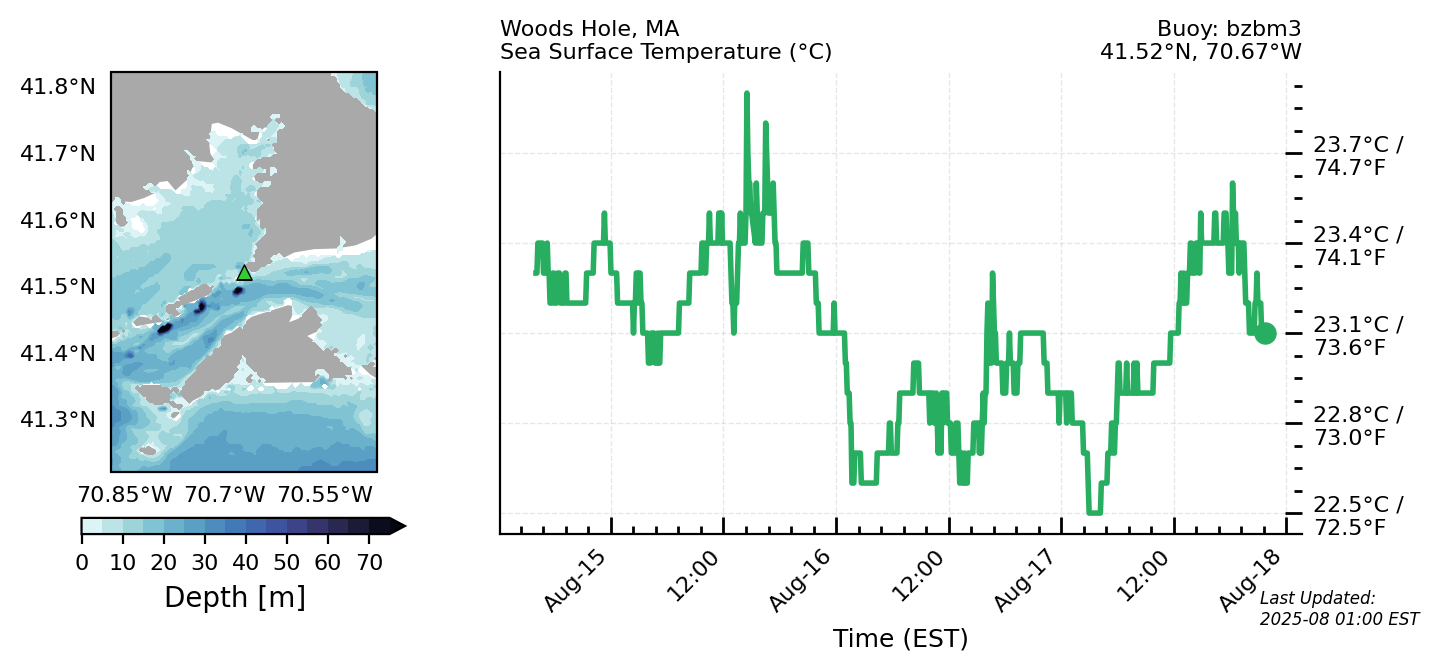 Woods Hole, MA
Sea Surface Temperature (°C)
Buoy: bzbm3
41.52°N, 70.67°W
41.8°N
41.7°N
41.6°N
41.5°N
41.4°N
41.3°N
70.85°W 70.7°W 70.55°W
0 10 20 30 40 50 60 70
Depth [m]
23.7°C /
74.7°F
23.4°C /
74.1°F
23.1°C /
73.6°F
22.8°C /
73.0°F
22.5°C /
72.5°F
Aug-15 12:00 Aug-16 12:00 Aug-17 12:00 Aug-18
Time (EST)
Last Updated:
2025-08 01:00 EST